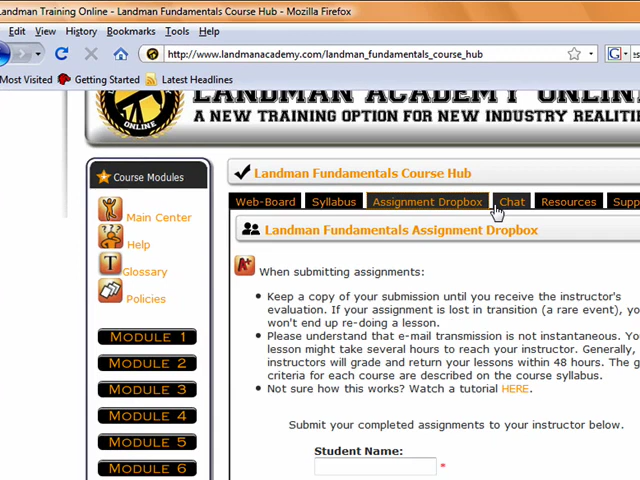 Landman Training Online - Landman Fundamentals Course Hub - Mozilla Firefox
Edit View History Bookmarks Tools Help
http://www.landmanacademy.com/landman_fundamentals_course_hub
Most Visited Getting Started Latest Headlines
LANDMAN ACADEMY ONLINE
A NEW TRAINING OPTION FOR NEW INDUSTRY REALITIES
ONLINE
Course Modules
Main Center
Help
Glossary
Policies
MODULE 1
MODULE 2
MODULE 3
MODULE 4
MODULE 5
MODULE 6
Landman Fundamentals Course Hub
Web-Board Syllabus Assignment Dropbox Chat Resources Supp
Landman Fundamentals Assignment Dropbox
A+ When submitting assignments:
Keep a copy of your submission until you receive the instructor's
evaluation. If your assignment is lost in transition (a rare event), yo
won't end up re-doing a lesson.
Please understand that e-mail transmission is not instantaneous. You
lesson might take several hours to reach your instructor. Generally,
instructors will grade and return your lessons within 48 hours. The g
criteria for each course are described on the course syllabus.
Not sure how this works? Watch a tutorial HERE.
Submit your completed assignments to your instructor below.
Student Name:
*